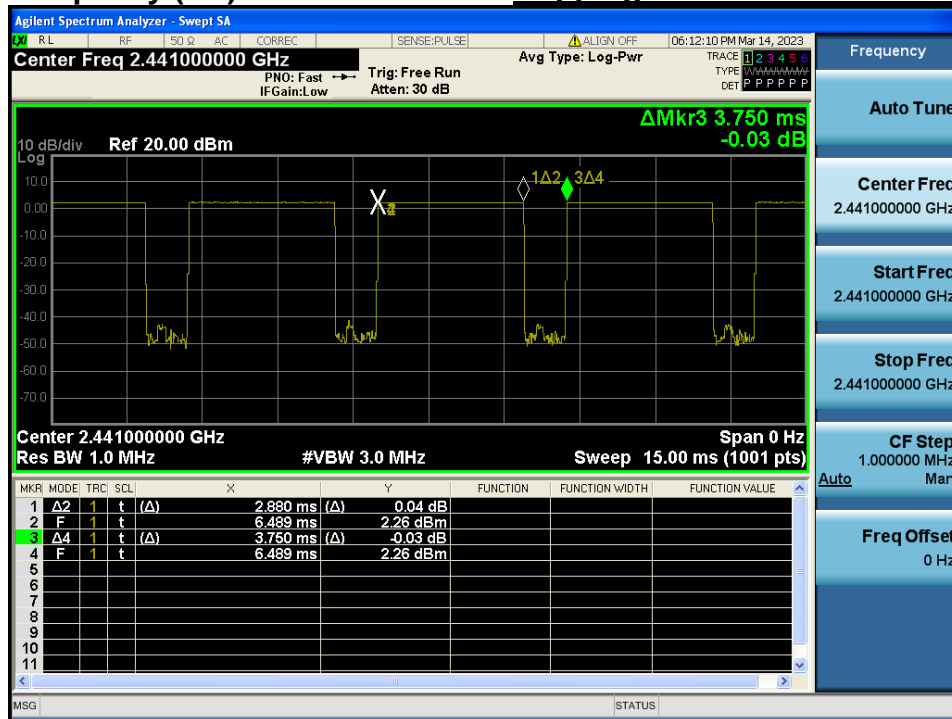 Agilent Spectrum Analyzer - Swept SA
LXI RL RF 50 Ω AC CORREC SENSE:PULSE ALIGN OFF 06:12:10 PM Mar 14, 2023
Center Freq 2.441000000 GHz
PNO: Fast
IFGain:Low
Trig: Free Run
Atten: 30 dB
Avg Type: Log-Pwr
TRACE 1 2 3 4 5 6
TYPE
DET P P P P P P
ΔMkr3 3.750 ms
-0.03 dB
10 dB/div Ref 20.00 dBm
Log
10.0
0.00
-10.0
-20.0
-30.0
-40.0
-50.0
-60.0
-70.0
1Δ2 3Δ4
Center 2.441000000 GHz Span 0 Hz
Res BW 1.0 MHz #VBW 3.0 MHz Sweep 15.00 ms (1001 pts)
MKR MODE TRC SCL X Y FUNCTION FUNCTION WIDTH FUNCTION VALUE
1 Δ2 1 t (Δ) 2.880 ms (Δ) 0.04 dB
2 F 1 t 6.489 ms 2.26 dBm
3 Δ4 1 t (Δ) 3.750 ms (Δ) -0.03 dB
4 F 1 t 6.489 ms 2.26 dBm
5
6
7
8
9
10
11
MSG STATUS
Frequency
Auto Tune
Center Freq
2.441000000 GHz
Start Freq
2.441000000 GHz
Stop Freq
2.441000000 GHz
CF Step
1.000000 MHz
Auto Man
Freq Offset
0 Hz